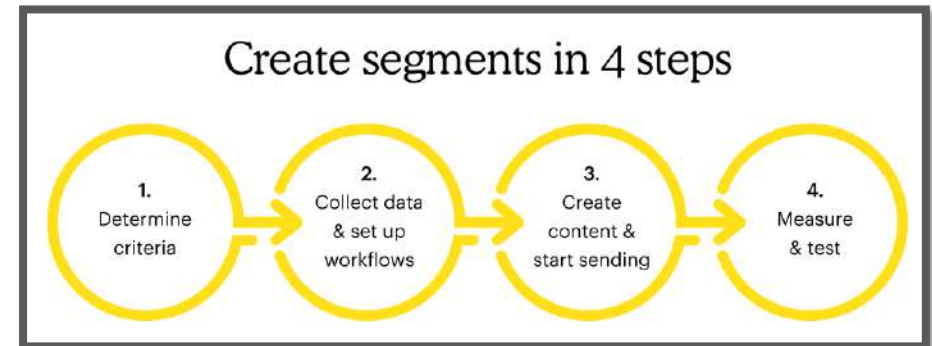 Create segments in 4 steps
1.
Determine
criteria
2.
Collect data
& set up
workflows
3.
Create
content &
start sending
4.
Measure
& test